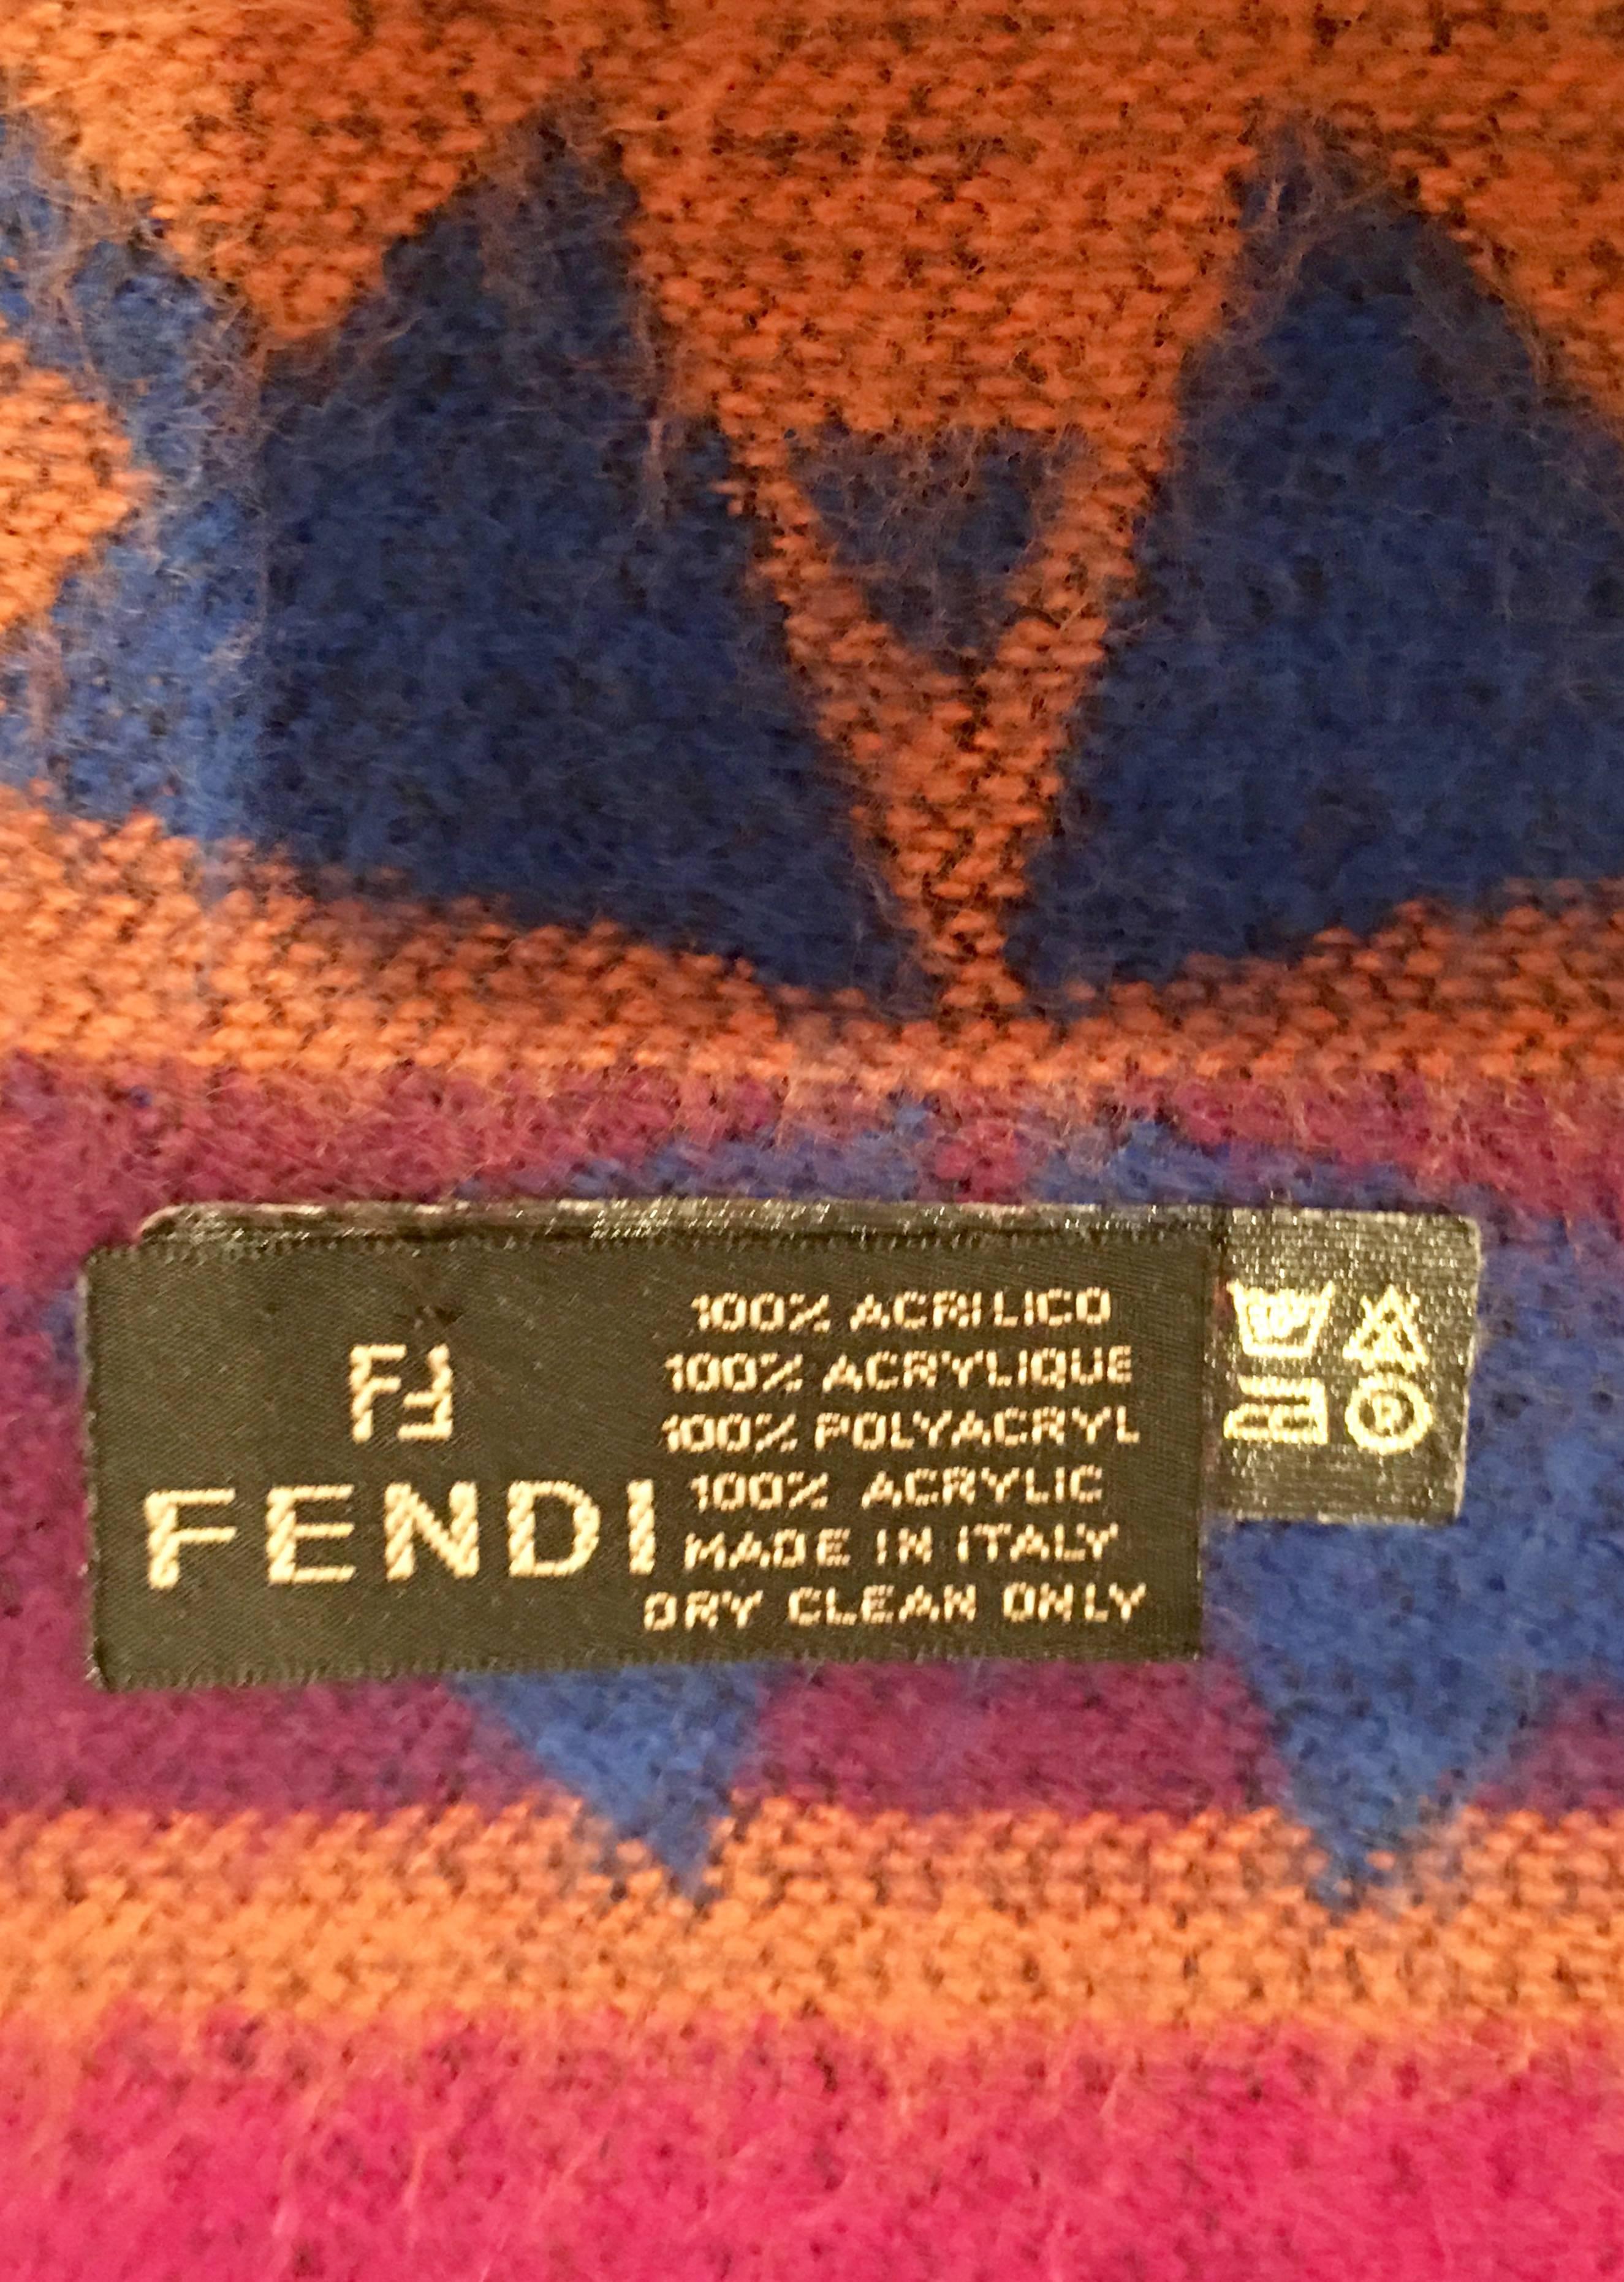 FF
FENDI
100% ACRILICO
100% ACRYLIQUE
100% POLYACRYL
100% ACRYLIC
MADE IN ITALY
DRY CLEAN ONLY
P